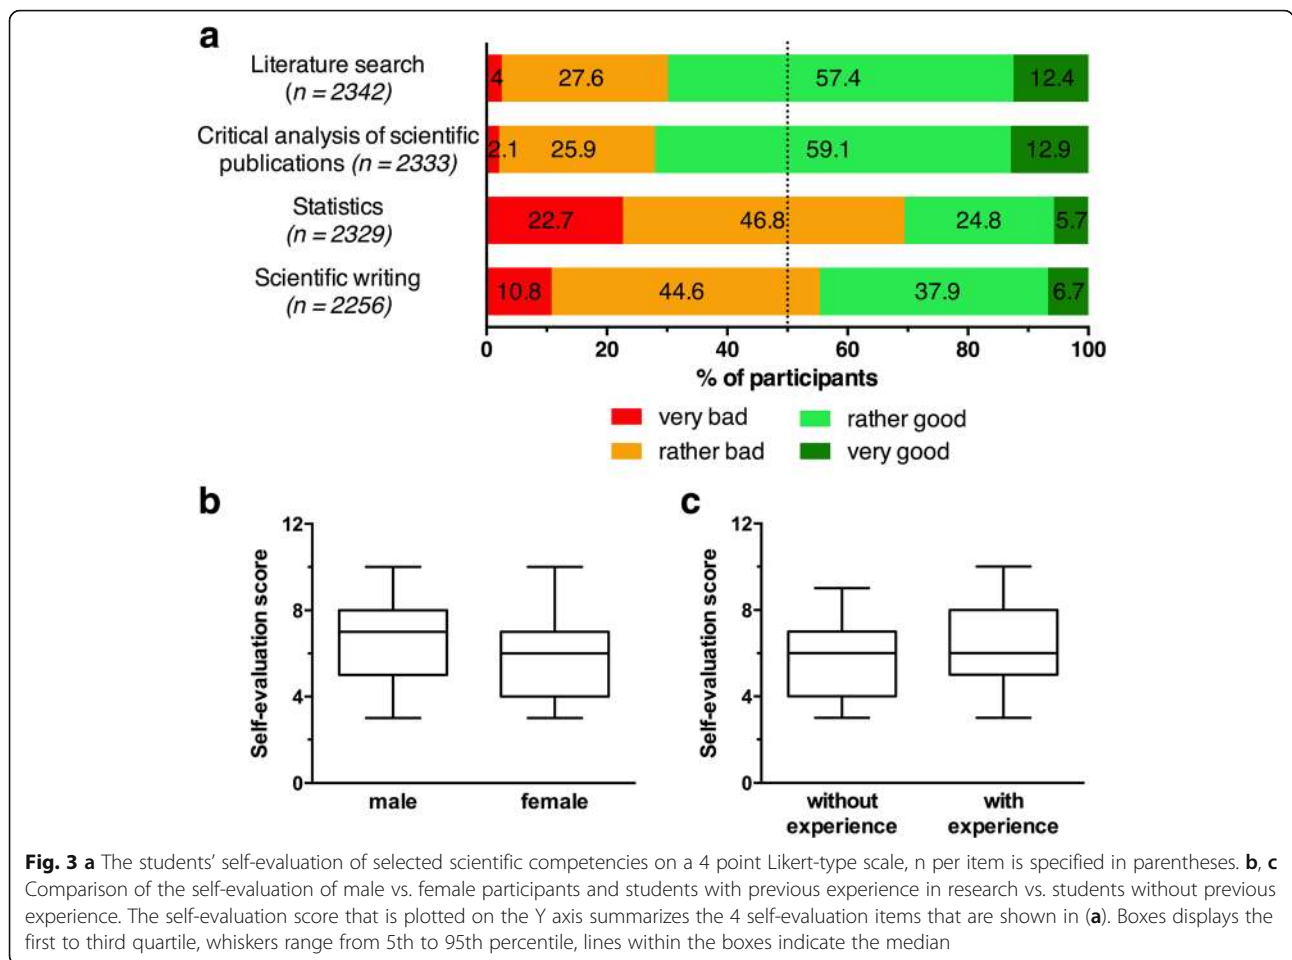 a
Literature search
(n = 2342)
4 27.6 57.4 12.4
Critical analysis of scientific
publications (n = 2333)
2.1 25.9 59.1 12.9
Statistics
(n = 2329)
22.7 46.8 24.8 5.7
Scientific writing
(n = 2256)
10.8 44.6 37.9 6.7
0 20 40 60 80 100
% of participants
very bad
rather bad
rather good
very good
b
Self-evaluation score
12
8
4
0
male female
c
Self-evaluation score
12
8
4
0
without
experience
with
experience
Fig. 3 a The students' self-evaluation of selected scientific competencies on a 4 point Likert-type scale, n per item is specified in parentheses. b, c
Comparison of the self-evaluation of male vs. female participants and students with previous experience in research vs. students without previous
experience. The self-evaluation score that is plotted on the Y axis summarizes the 4 self-evaluation items that are shown in (a). Boxes displays the
first to third quartile, whiskers range from 5th to 95th percentile, lines within the boxes indicate the median